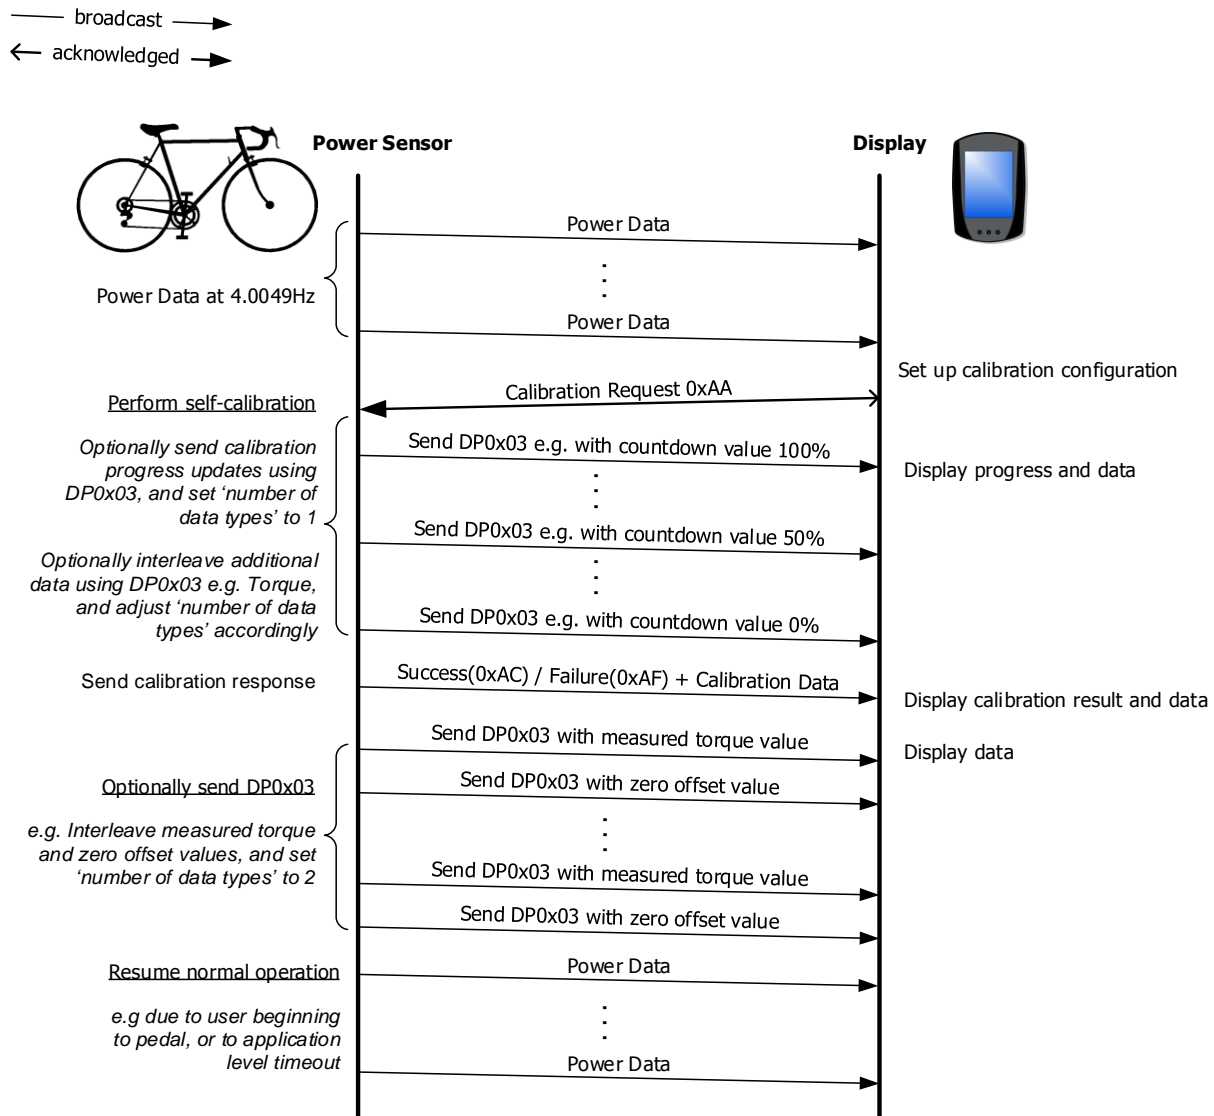 broadcast
acknowledged
Power Sensor
Display
Power Data
Power Data at 4.0049Hz
Power Data
Set up calibration configuration
Calibration Request 0xAA
Perform self-calibration
Optionally send calibration
progress updates using
DP0x03, and set ‘number of
data types’ to 1
Send DP0x03 e.g. with countdown value 100%
Display progress and data
Send DP0x03 e.g. with countdown value 50%
Optionally interleave additional
data using DP0x03 e.g. Torque,
and adjust ‘number of data
types’ accordingly
Send DP0x03 e.g. with countdown value 0%
Send calibration response
Success(0xAC) / Failure(0xAF) + Calibration Data
Display calibration result and data
Send DP0x03 with measured torque value
Display data
Optionally send DP0x03
Send DP0x03 with zero offset value
e.g. Interleave measured torque
and zero offset values, and set
‘number of data types’ to 2
Send DP0x03 with measured torque value
Send DP0x03 with zero offset value
Resume normal operation
Power Data
e.g due to user beginning
to pedal, or to application
level timeout
Power Data